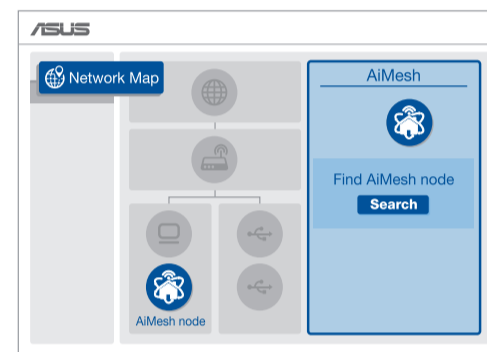 ASUS
Network Map
AiMesh
Find AiMesh node
Search
AiMesh node